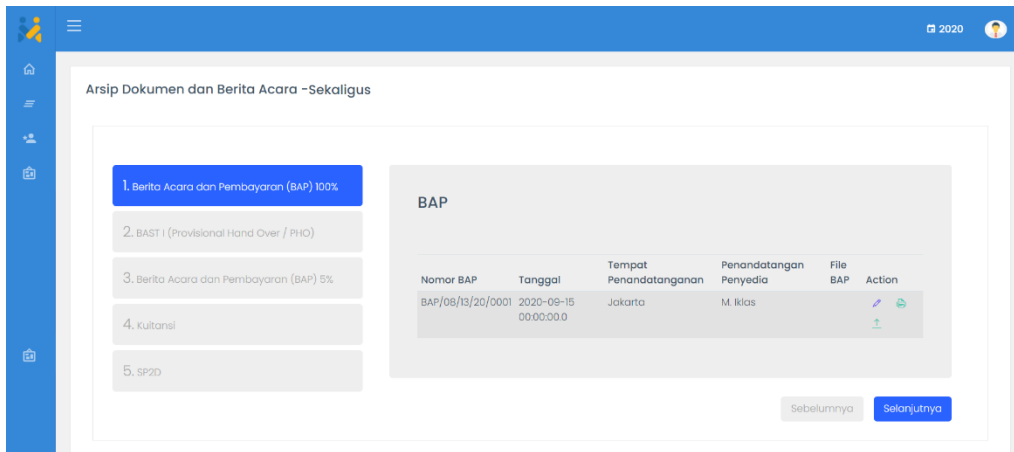 2020
Arsip Dokumen dan Berita Acara -Sekaligus
1. Berita Acara dan Pembayaran (BAP) 100%
2. BAST I (Provisional Hand Over / PHO)
3. Berita Acara dan Pembayaran (BAP) 5%
4. Kuitansi
5. SP2D
BAP
Nomor BAP Tanggal Tempat Penandatanganan Penandatangan Penyedia File BAP Action
BAP/08/13/20/0001 2020-09-15 00:00:00.0 Jakarta M. Iklas
Sebelumnya Selanjutnya